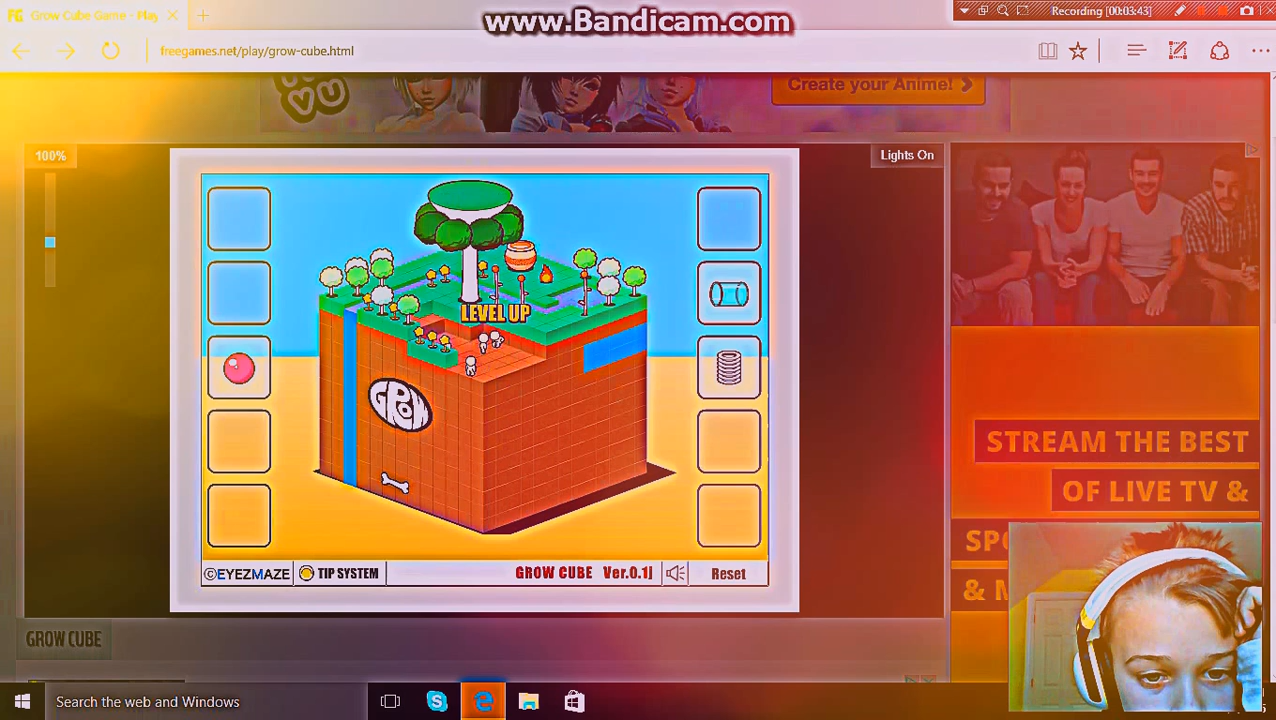 www.Bandicam.com
Grow Cube Game - Play
Recording [00:03:43]
freegames.net/play/grow-cube.html
Create your Anime!
100%
Lights On
LEVEL UP
GROW
©EYEZMAZE
TIP SYSTEM
GROW CUBE Ver.0.1
Reset
STREAM THE BEST
OF LIVE TV &
GROW CUBE
Search the web and Windows